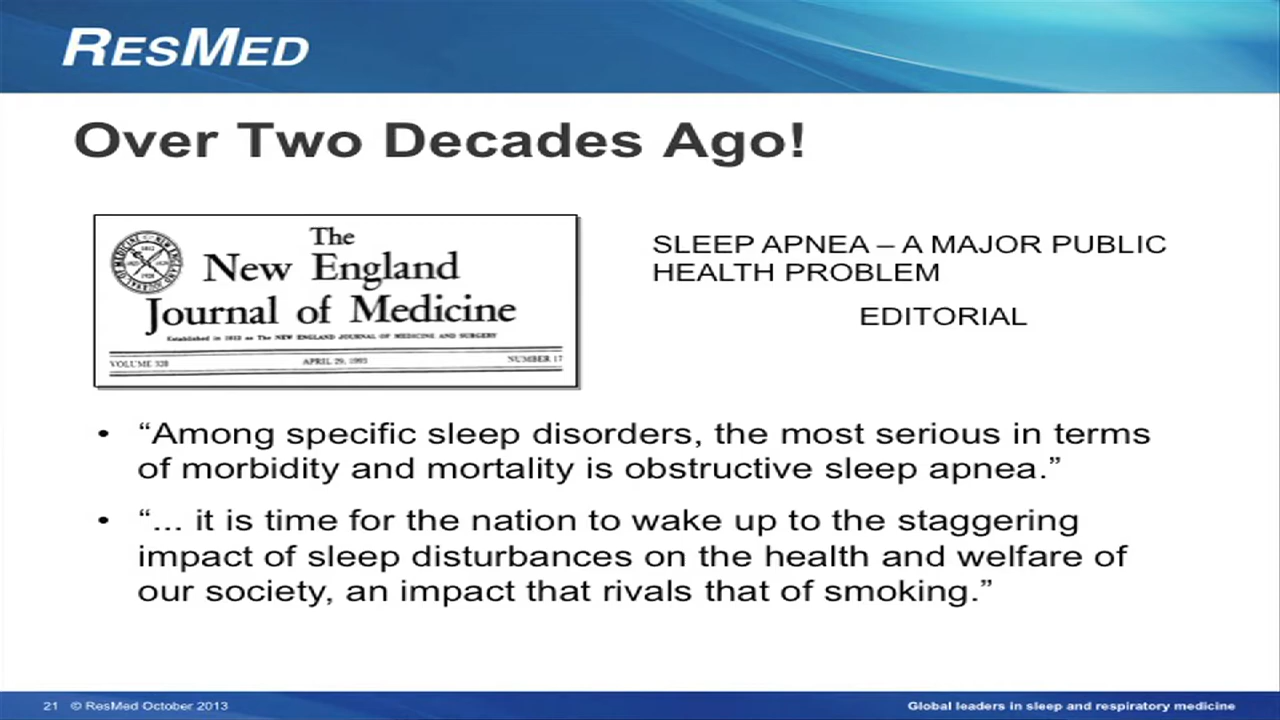 RESMED
Over Two Decades Ago!
The
New England
Journal of Medicine
Established in 1812 as The NEW ENGLAND JOURNAL OF MEDICINE AND SURGERY
VOLUME 328 APRIL 29, 1993 NUMBER 17
SLEEP APNEA – A MAJOR PUBLIC
HEALTH PROBLEM
EDITORIAL
• “Among specific sleep disorders, the most serious in terms
of morbidity and mortality is obstructive sleep apnea.”
• “... it is time for the nation to wake up to the staggering
impact of sleep disturbances on the health and welfare of
our society, an impact that rivals that of smoking.”
21 © ResMed October 2013
Global leaders in sleep and respiratory medicine